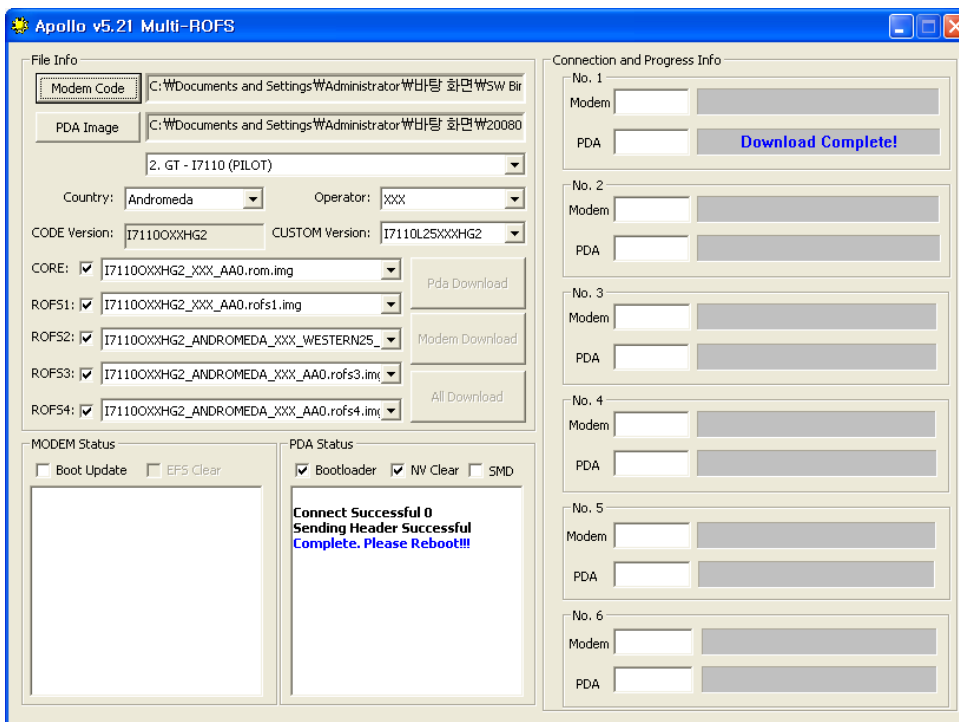 Apollo v5.21 Multi-ROFS
File Info
Modem Code C:₩Documents and Settings₩Administrator₩바탕 화면₩SW Bir
PDA Image C:₩Documents and Settings₩Administrator₩바탕 화면₩20080
2. GT - I7110 (PILOT)
Country: Andromeda Operator: XXX
CODE Version: I7110OXXHG2 CUSTOM Version: I7110L25XXXHG2
CORE: I7110OXXHG2_XXX_AA0.rom.img
ROFS1: I7110OXXHG2_XXX_AA0.rofs1.img
ROFS2: I7110OXXHG2_ANDROMEDA_XXX_WESTERN25_
ROFS3: I7110OXXHG2_ANDROMEDA_XXX_AA0.rofs3.img
ROFS4: I7110OXXHG2_ANDROMEDA_XXX_AA0.rofs4.img
Pda Download
Modem Download
All Download
MODEM Status
Boot Update EFS Clear
PDA Status
Bootloader NV Clear SMD
Connect Successful 0
Sending Header Successful
Complete. Please Reboot!!!
Connection and Progress Info
No. 1
Modem
PDA Download Complete!
No. 2
Modem
PDA
No. 3
Modem
PDA
No. 4
Modem
PDA
No. 5
Modem
PDA
No. 6
Modem
PDA